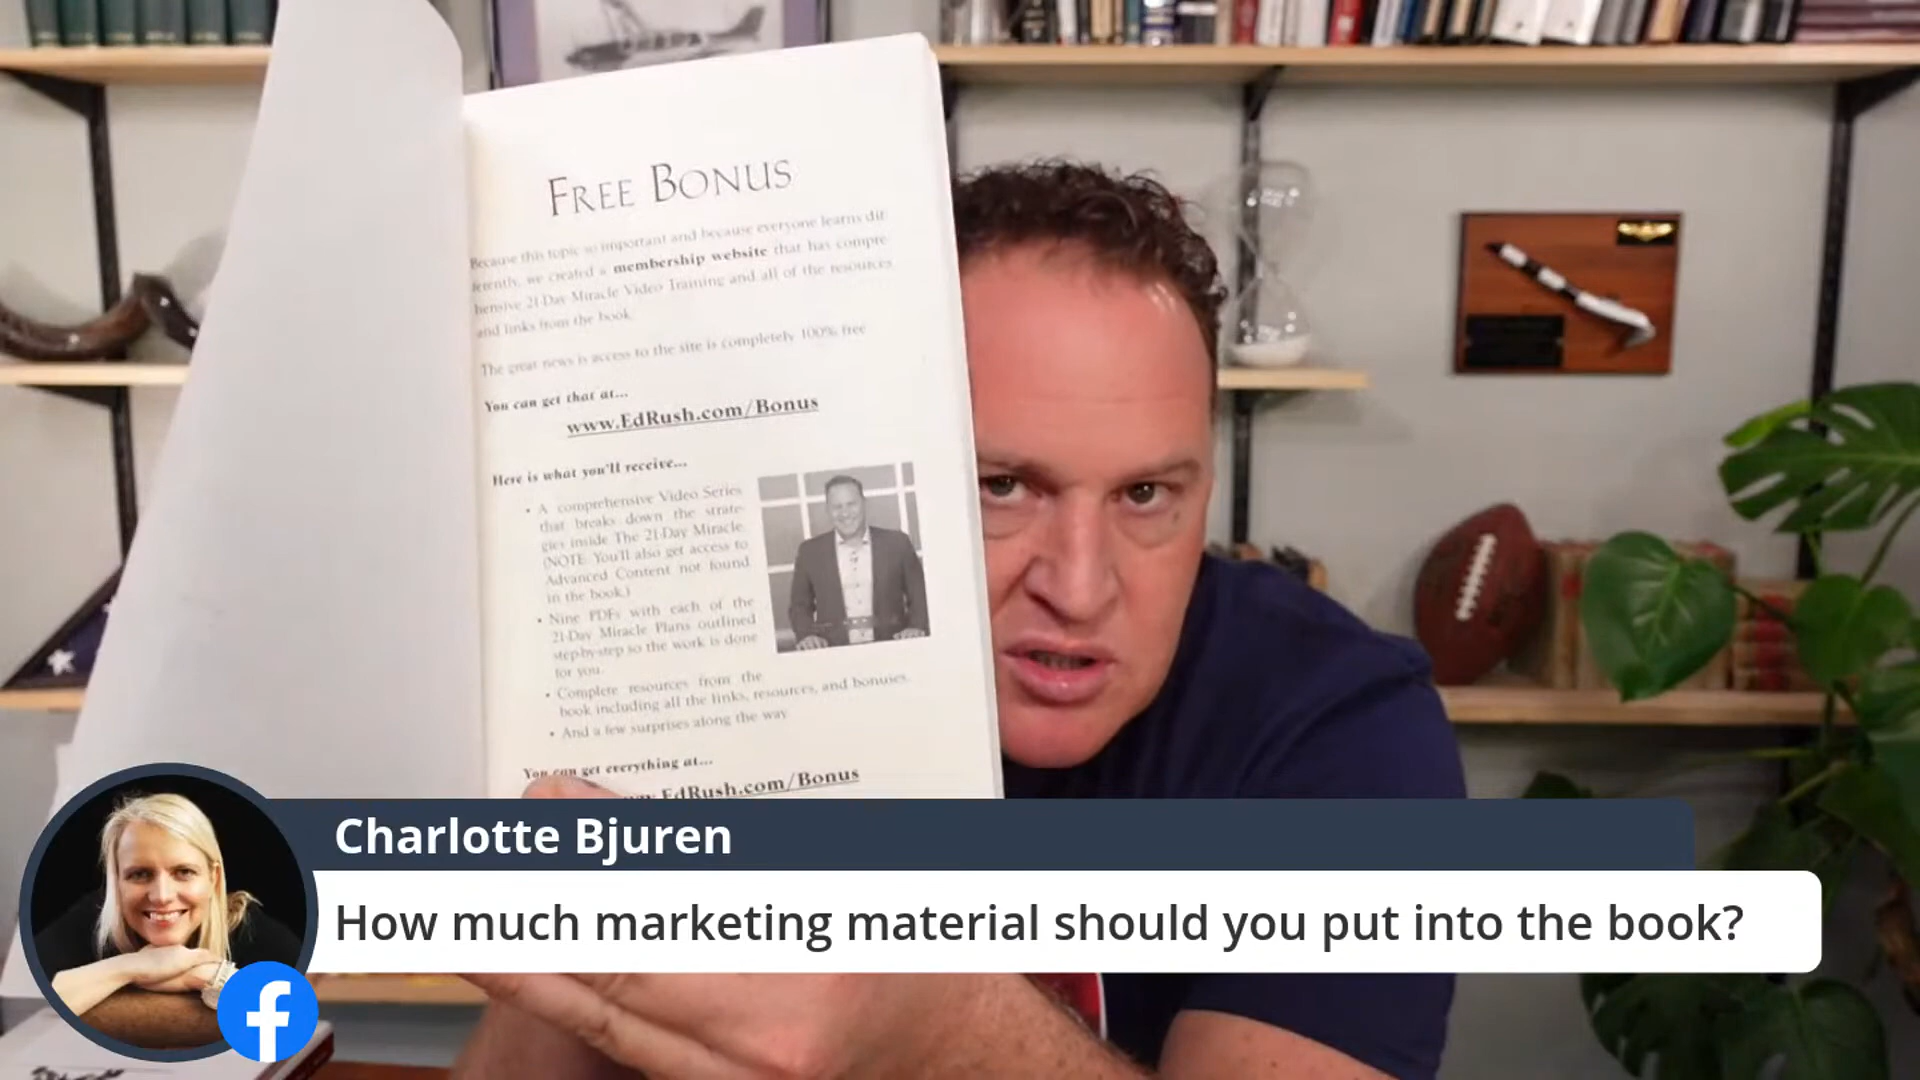 FREE BONUS
Because this topic so important and because everyone learns dif
ferently, we created a membership website that has compre
hensive 21-Day Miracle Video Training and all of the resources
and links from the book.
The great news is access to the site is completely 100% free
You can get that at...
www.EdRush.com/Bonus
Here is what you'll receive...
• A comprehensive Video Series
that breaks down the strate-
gies inside The 21-Day Miracle.
(NOTE: You'll also get access to
Advanced Content not found
in the book.)
• Nine PDFs with each of the
21-Day Miracle Plans outlined
step-by-step so the work is done
for you.
• Complete resources from the
book including all the links, resources, and bonuses.
• And a few surprises along the way
You can get everything at...
EdRush.com/Bonus
Charlotte Bjuren
How much marketing material should you put into the book?